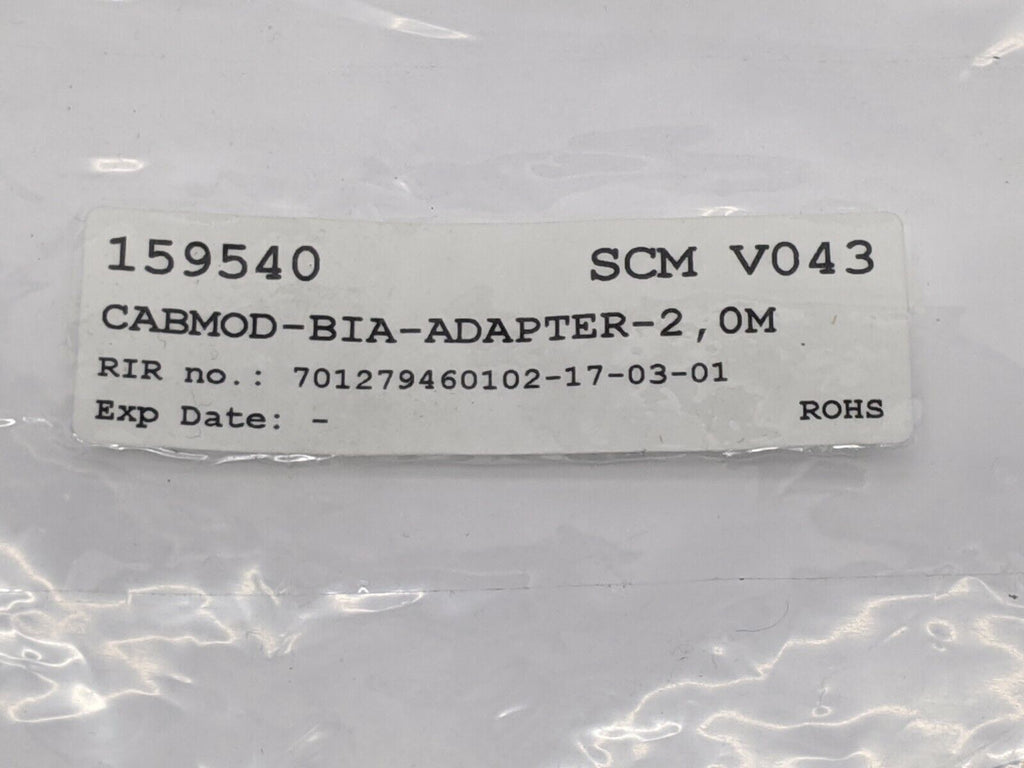 159540 SCM V043
CABMOD-BIA-ADAPTER-2,0M
RIR no.: 701279460102-17-03-01
Exp Date: - ROHS